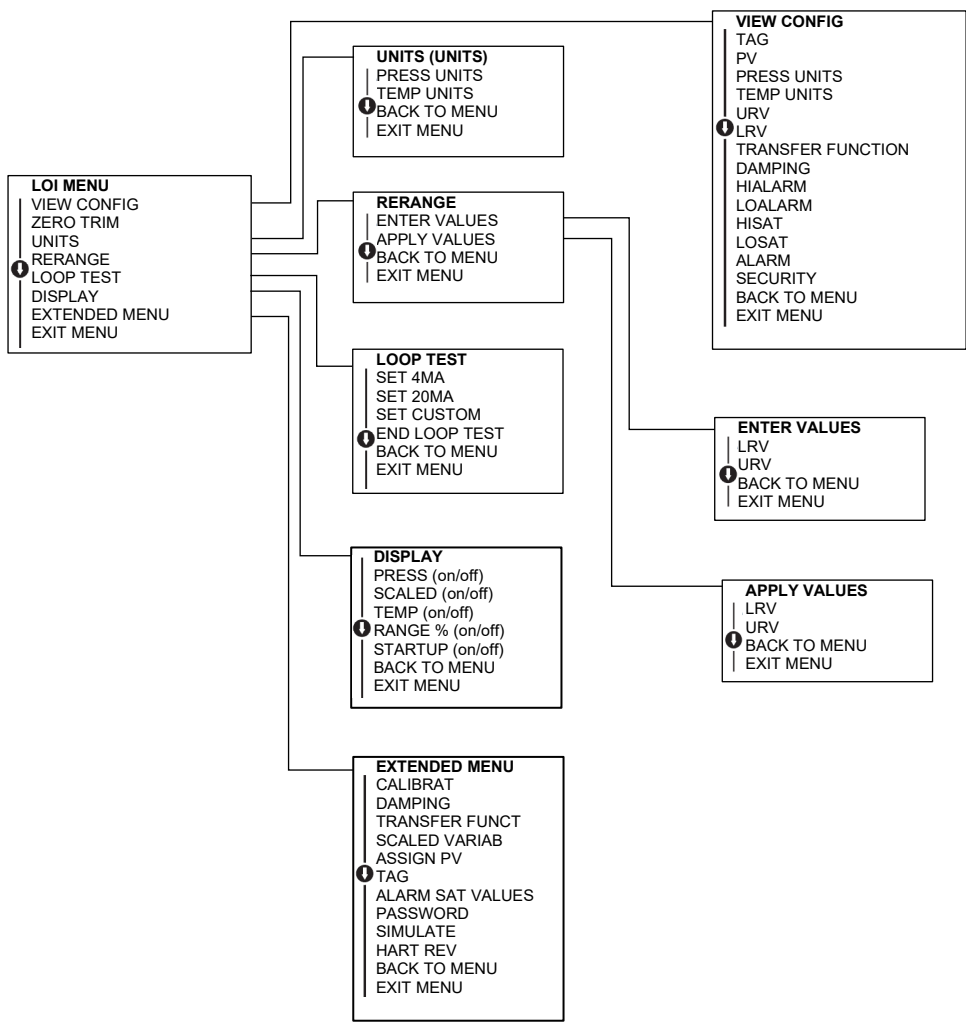 LOI MENU
VIEW CONFIG
ZERO TRIM
UNITS
RERANGE
LOOP TEST
DISPLAY
EXTENDED MENU
EXIT MENU
UNITS (UNITS)
PRESS UNITS
TEMP UNITS
BACK TO MENU
EXIT MENU
RERANGE
ENTER VALUES
APPLY VALUES
BACK TO MENU
EXIT MENU
LOOP TEST
SET 4MA
SET 20MA
SET CUSTOM
END LOOP TEST
BACK TO MENU
EXIT MENU
DISPLAY
PRESS (on/off)
SCALED (on/off)
TEMP (on/off)
RANGE % (on/off)
STARTUP (on/off)
BACK TO MENU
EXIT MENU
EXTENDED MENU
CALIBRAT
DAMPING
TRANSFER FUNCT
SCALED VARIAB
ASSIGN PV
TAG
ALARM SAT VALUES
PASSWORD
SIMULATE
HART REV
BACK TO MENU
EXIT MENU
VIEW CONFIG
TAG
PV
PRESS UNITS
TEMP UNITS
URV
LRV
TRANSFER FUNCTION
DAMPING
HIALARM
LOALARM
HISAT
LOSAT
ALARM
SECURITY
BACK TO MENU
EXIT MENU
ENTER VALUES
LRV
URV
BACK TO MENU
EXIT MENU
APPLY VALUES
LRV
URV
BACK TO MENU
EXIT MENU